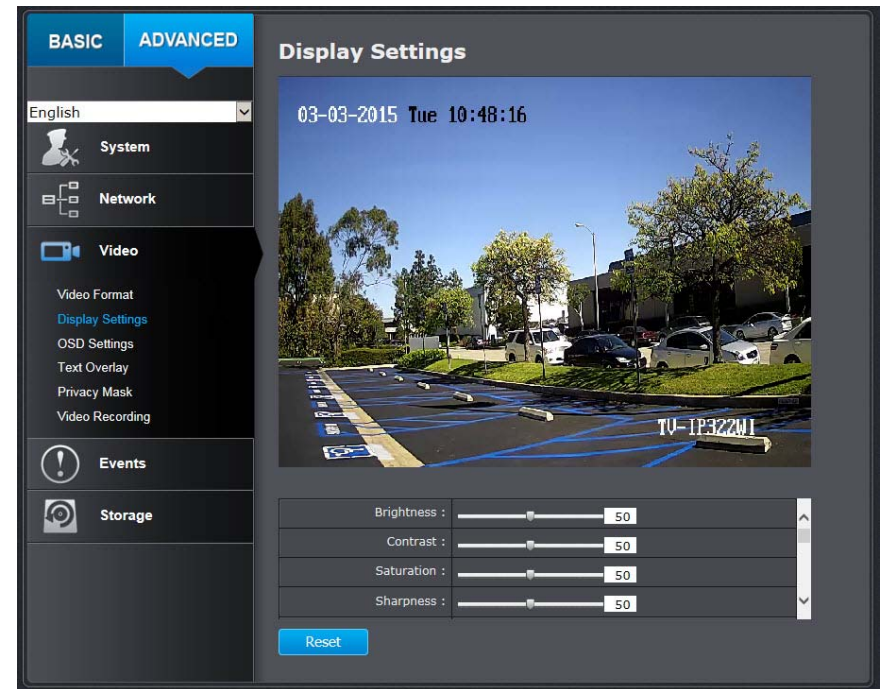 BASIC
ADVANCED
English
System
Network
Video
Video Format
Display Settings
OSD Settings
Text Overlay
Privacy Mask
Video Recording
Events
Storage
Display Settings
03-03-2015 Tue 10:48:16
TV-IP322WI
Brightness : 50
Contrast : 50
Saturation : 50
Sharpness : 50
Reset